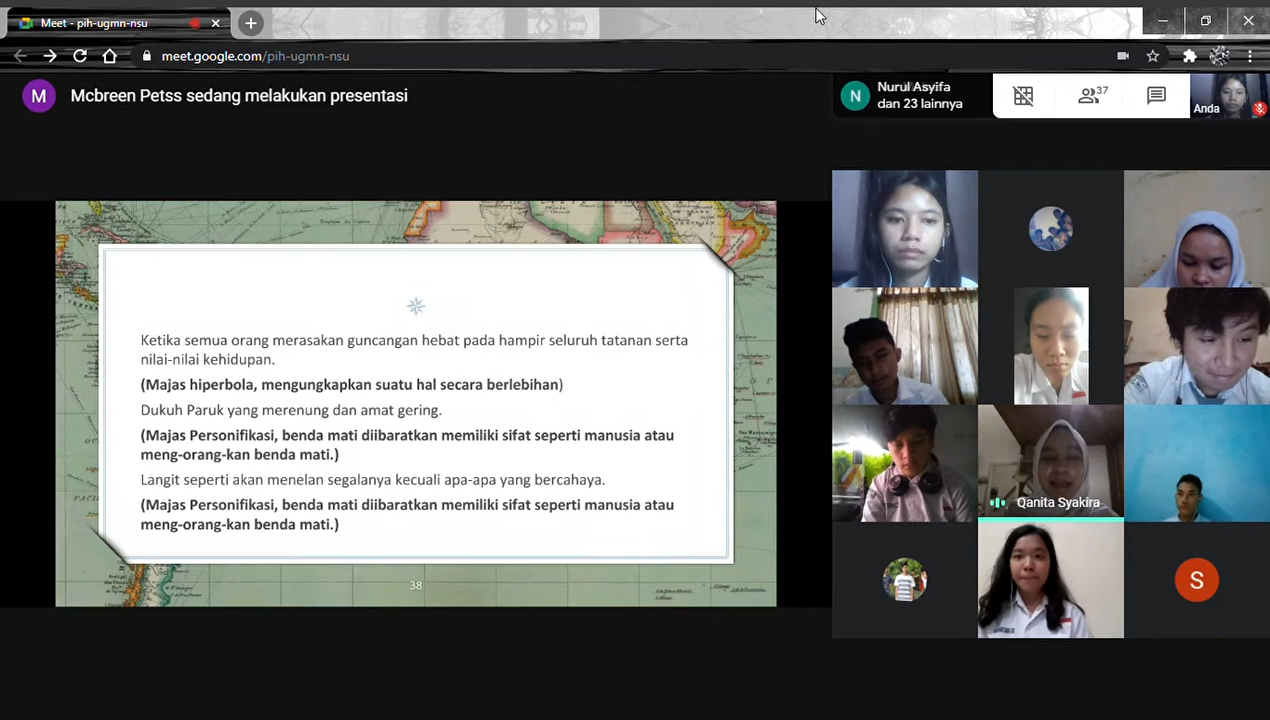 Meet - pih-ugmn-nsu
meet.google.com/pih-ugmn-nsu
M
Mcbreen Petss sedang melakukan presentasi
N
Nurul Asyifa
dan 23 lainnya
37
Anda
Ketika semua orang merasakan guncangan hebat pada hampir seluruh tatanan serta
nilai-nilai kehidupan.
(Majas hiperbola, mengungkapkan suatu hal secara berlebihan)
Dukuh Paruk yang merenung dan amat gering.
(Majas Personifikasi, benda mati diibaratkan memiliki sifat seperti manusia atau
meng-orang-kan benda mati.)
Langit seperti akan menelan segalanya kecuali apa-apa yang bercahaya.
(Majas Personifikasi, benda mati diibaratkan memiliki sifat seperti manusia atau
meng-orang-kan benda mati.)
38
Qanita Syakira
S